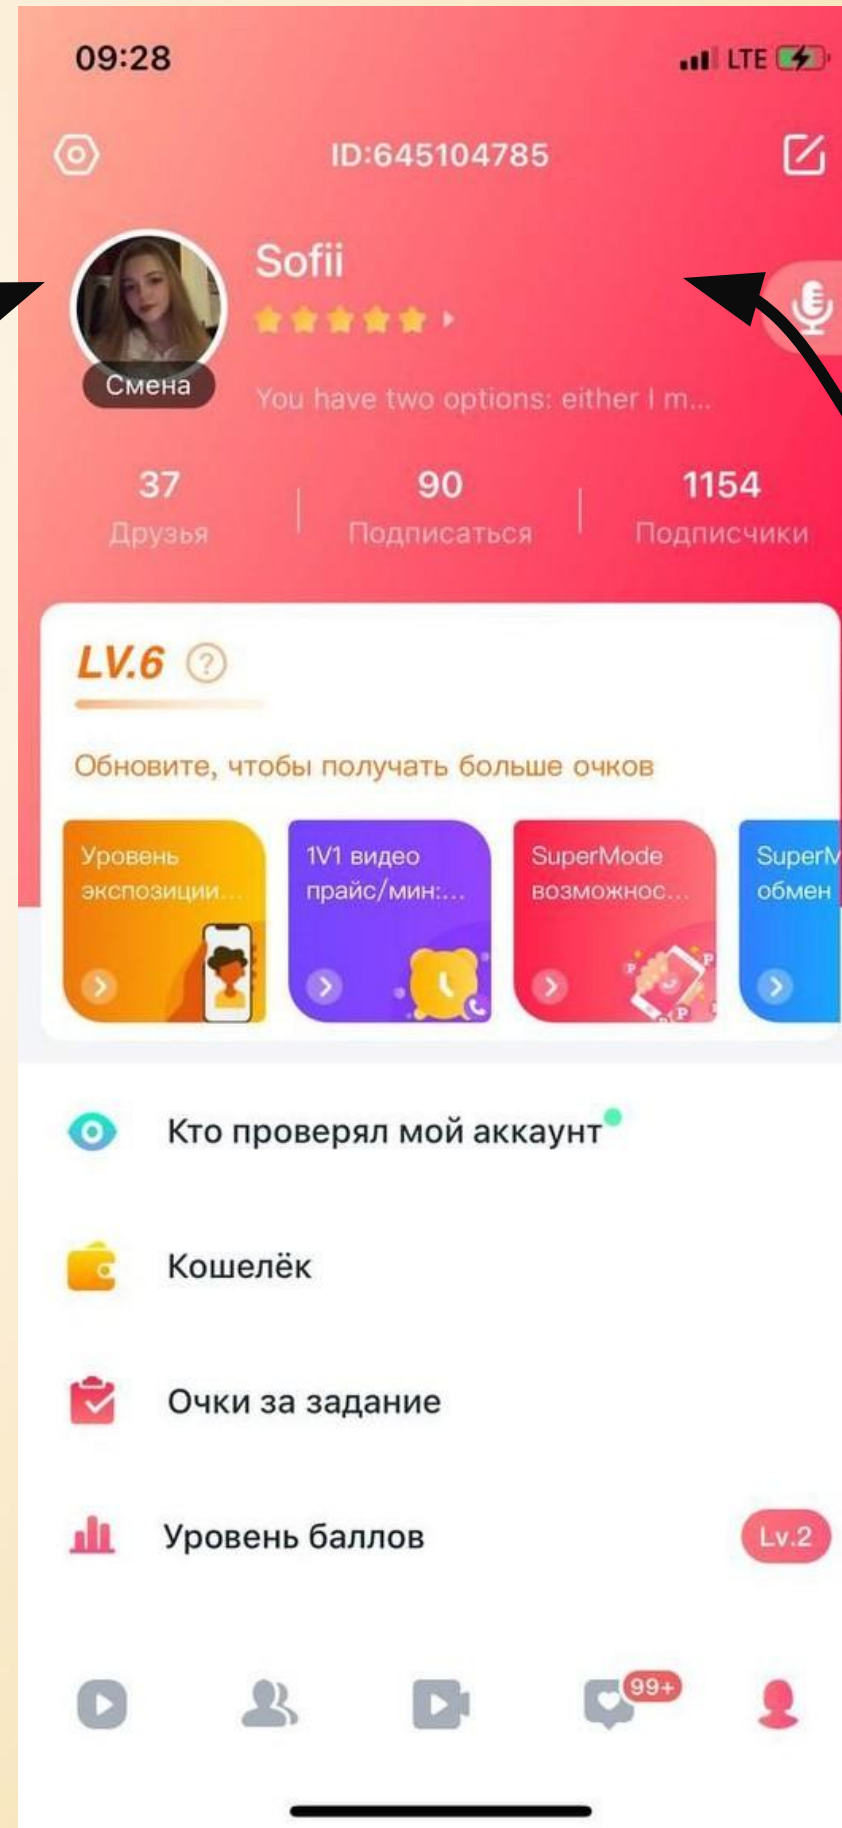 09:28
LTE
ID:645104785
Sofii
Смена
You have two options: either I m...
37
Друзья
90
Подписаться
1154
Подписчики
LV.6 ?
Обновите, чтобы получать больше очков
Уровень
экспозиции...
1V1 видео
прайс/мин:...
SuperMode
возможнос...
SuperM
обмен
P
P
P
Кто проверял мой аккаунт
Кошелёк
Очки за задание
Уровень баллов
Lv.2
99+